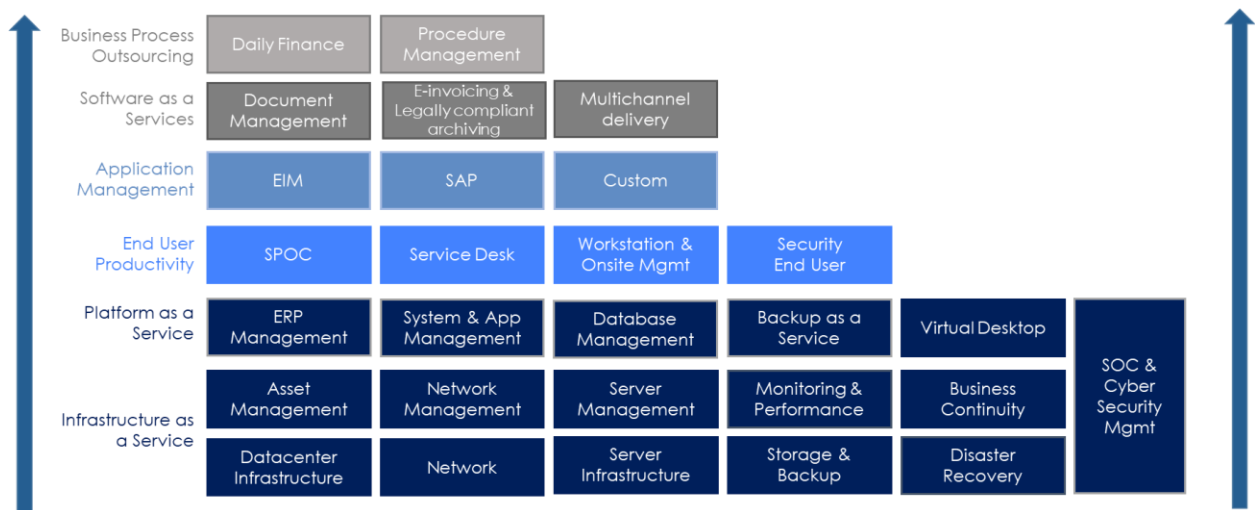 Business Process
Outsourcing
Daily Finance
Procedure
Management
Software as a
Services
Document
Management
E-invoicing &
Legally compliant
archiving
Multichannel
delivery
Application
Management
EIM
SAP
Custom
End User
Productivity
SPOC
Service Desk
Workstation &
Onsite Mgmt
Security
End User
Platform as a
Service
ERP
Management
System & App
Management
Database
Management
Backup as a
Service
Virtual Desktop
SOC &
Cyber
Security
Mgmt
Infrastructure as
a Service
Asset
Management
Network
Management
Server
Management
Monitoring &
Performance
Business
Continuity
Datacenter
Infrastructure
Network
Server
Infrastructure
Storage &
Backup
Disaster
Recovery